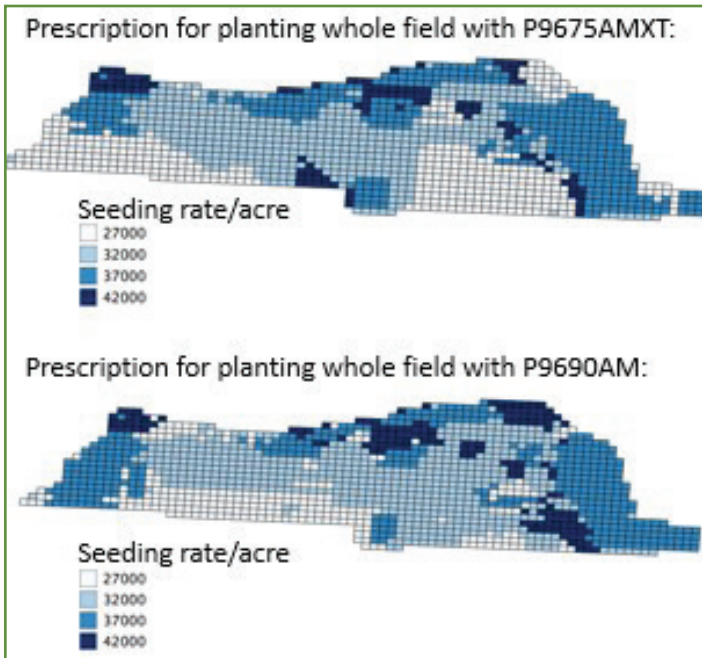 Prescription for planting whole field with P9675AMXT:
Seeding rate/acre
27000
32000
37000
42000
Prescription for planting whole field with P9690AM:
Seeding rate/acre
27000
32000
37000
42000